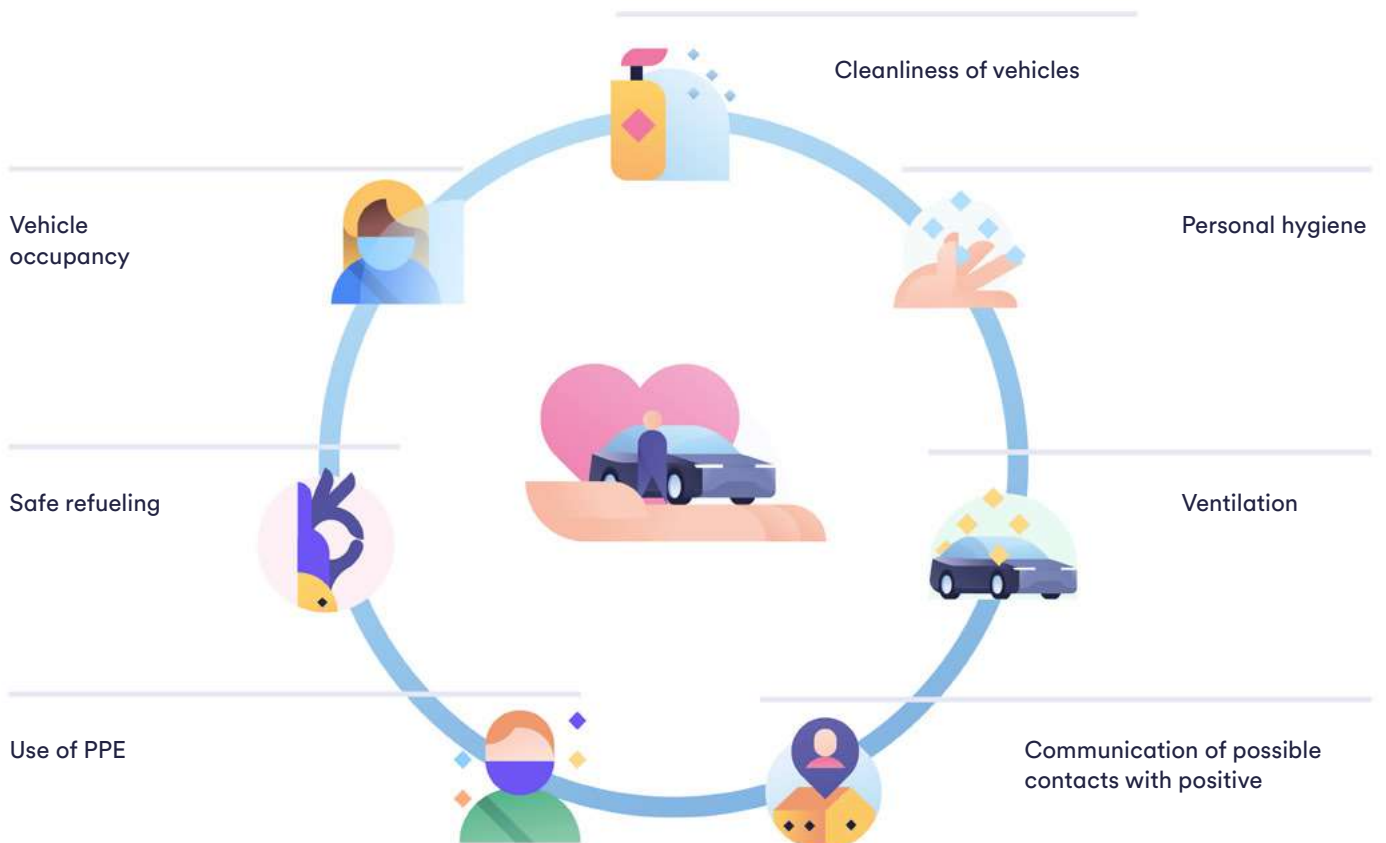 Cleanliness of vehicles
Vehicle
occupancy
Personal hygiene
Safe refueling
Ventilation
Use of PPE
Communication of possible
contacts with positive